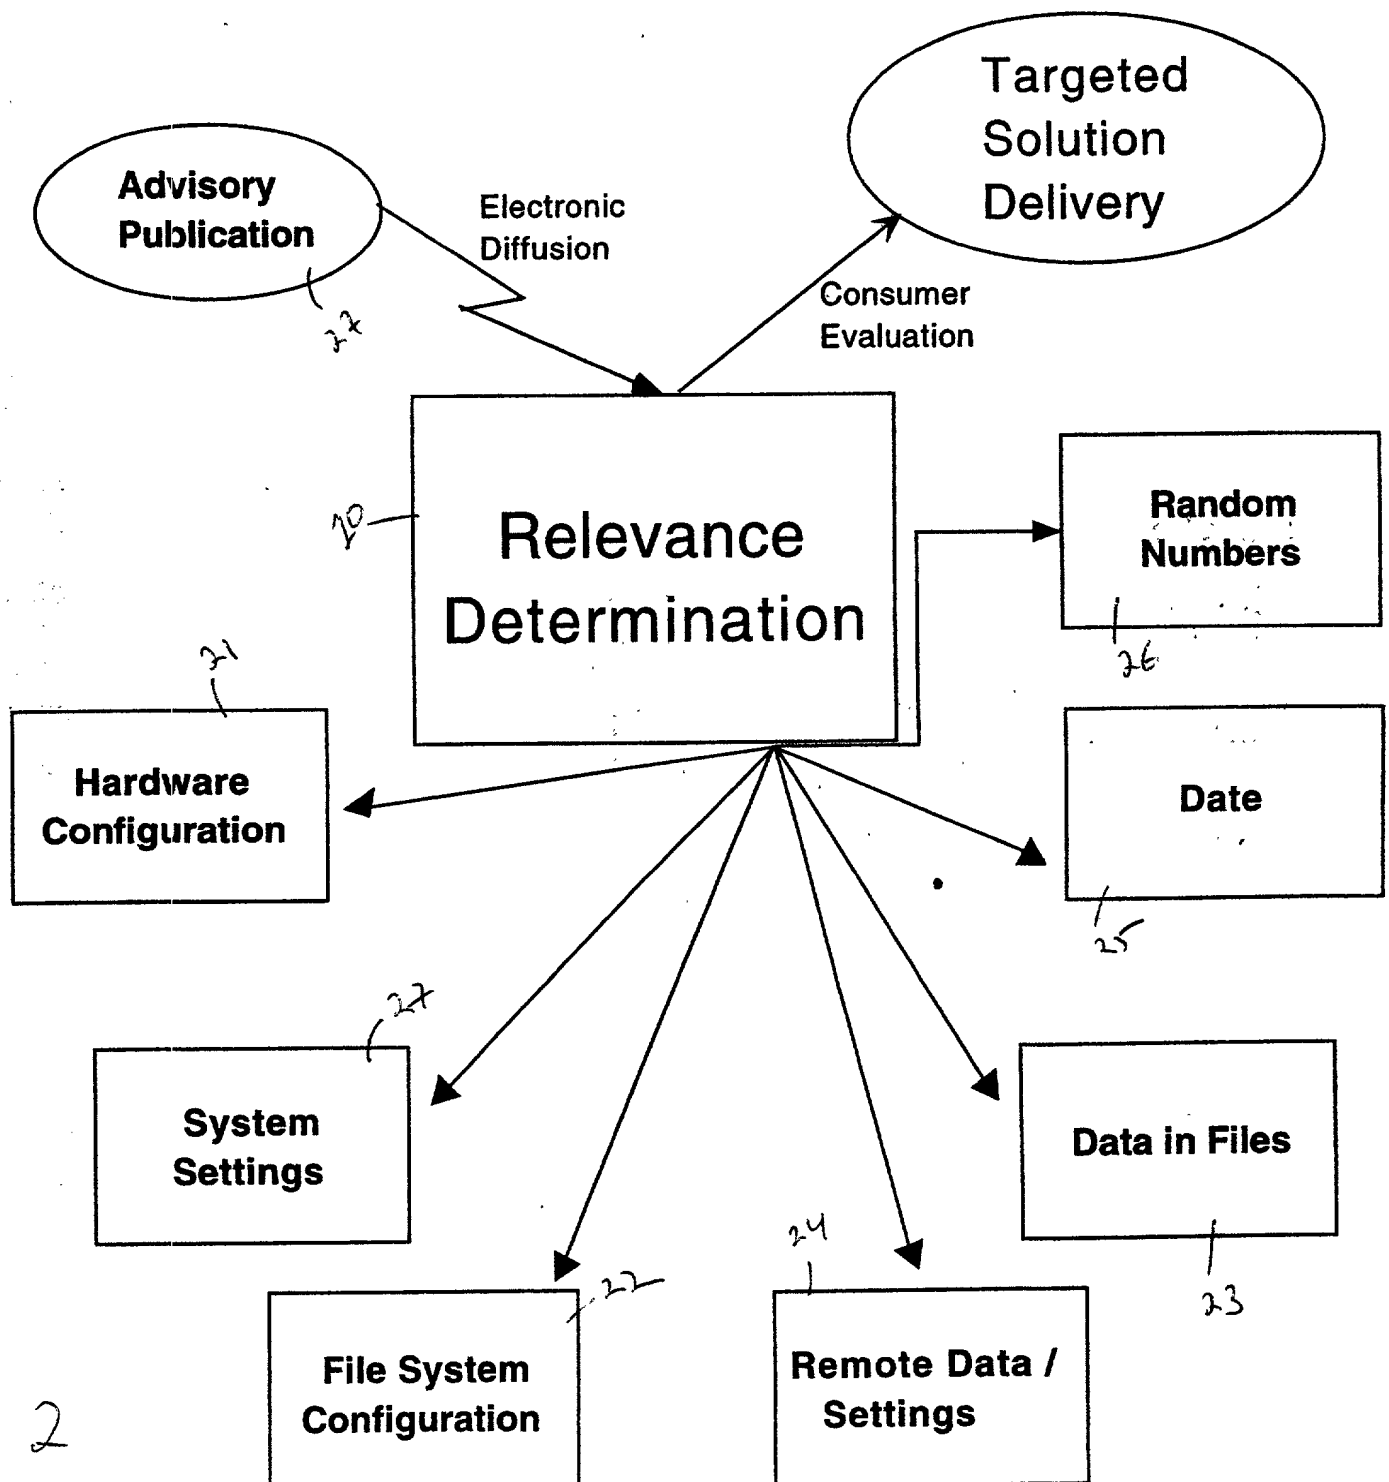 Targeted
Solution
Delivery
Advisory
Publication
27
Electronic
Diffusion
Consumer
Evaluation
20
Relevance
Determination
Random
Numbers
26
21
Hardware
Configuration
Date
25
27
System
Settings
Data in Files
23
22
File System
Configuration
24
Remote Data /
Settings
2